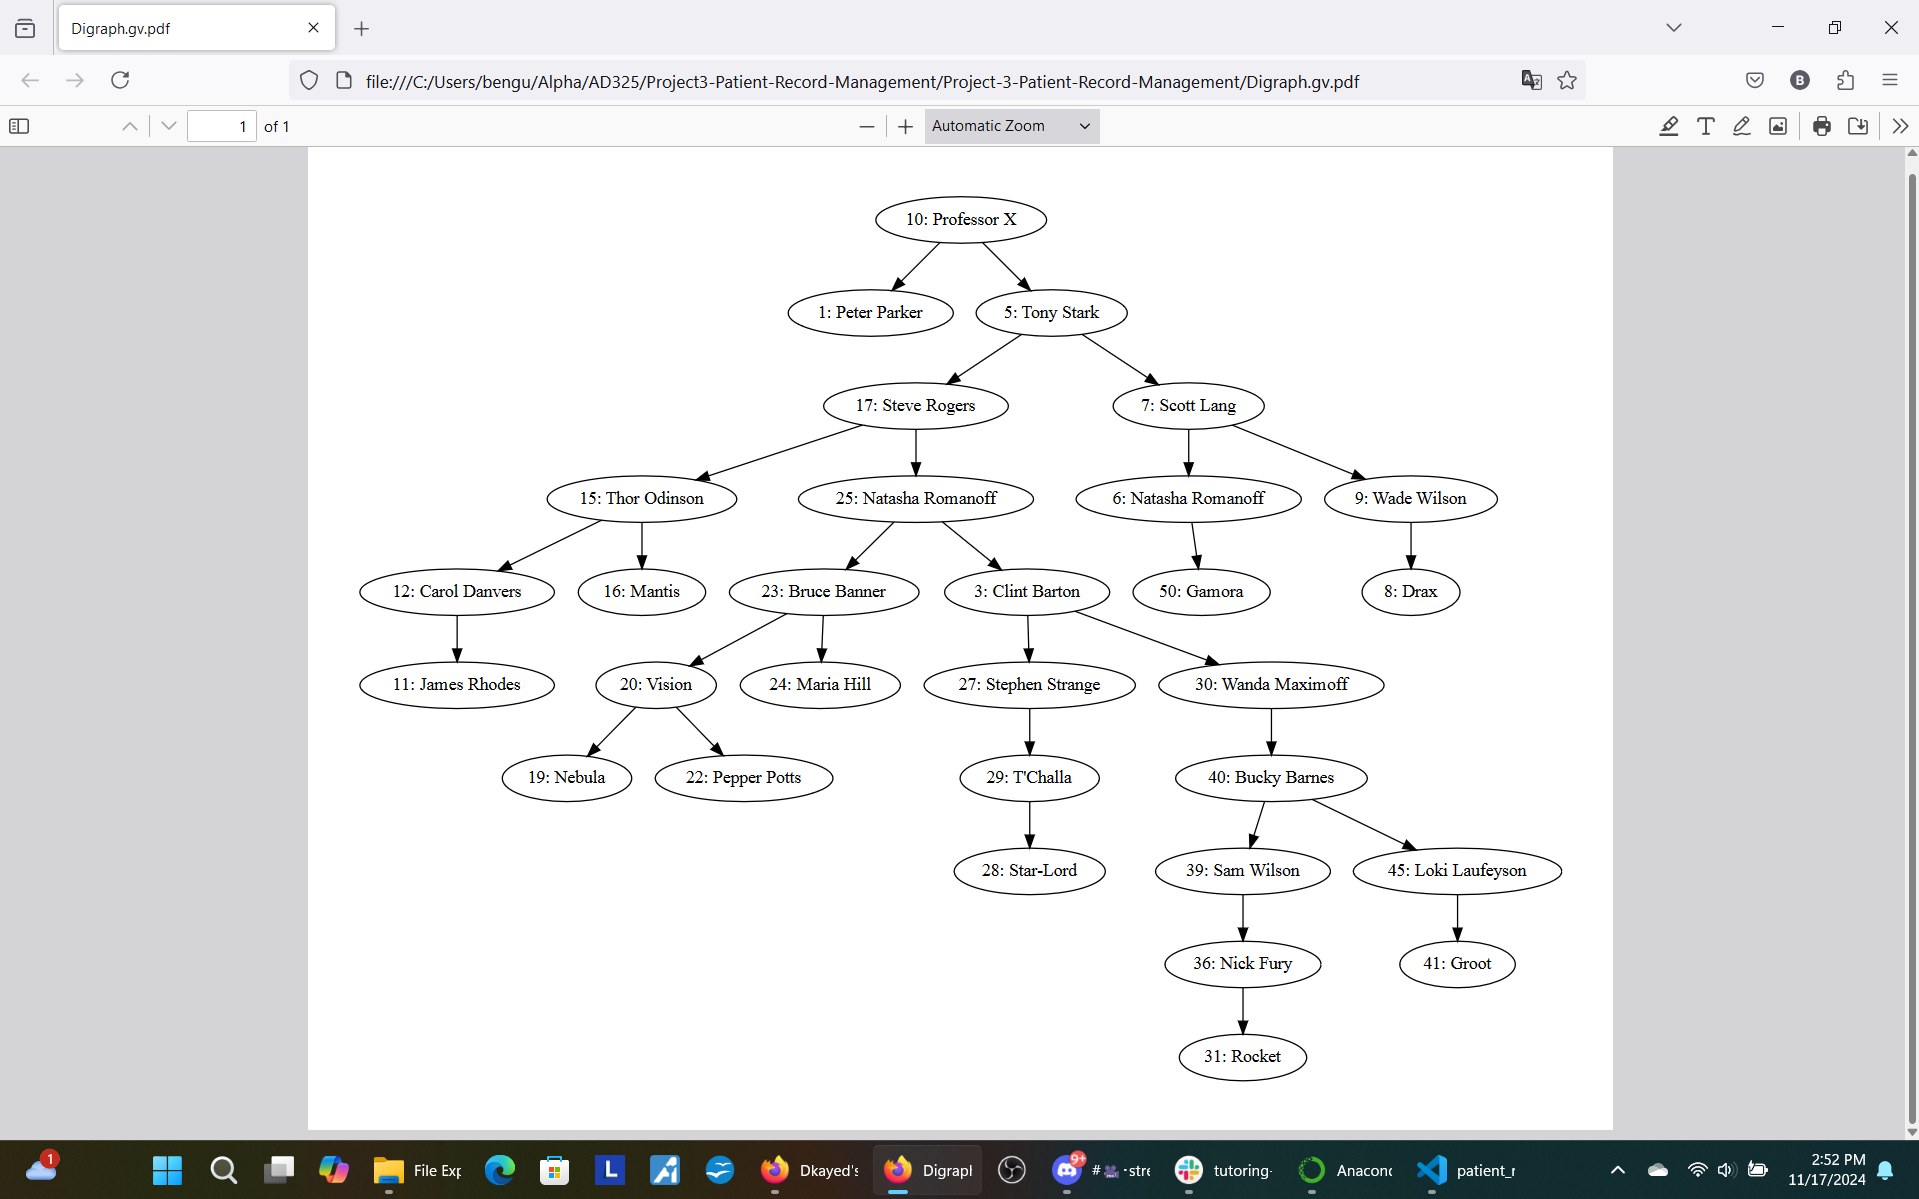 Digraph.gv.pdf
file:///C:/Users/bengu/Alpha/AD325/Project3-Patient-Record-Management/Project-3-Patient-Record-Management/Digraph.gv.pdf
B
1 of 1
Automatic Zoom
10: Professor X
1: Peter Parker
5: Tony Stark
17: Steve Rogers
7: Scott Lang
15: Thor Odinson
25: Natasha Romanoff
6: Natasha Romanoff
9: Wade Wilson
12: Carol Danvers
16: Mantis
23: Bruce Banner
3: Clint Barton
50: Gamora
8: Drax
11: James Rhodes
20: Vision
24: Maria Hill
27: Stephen Strange
30: Wanda Maximoff
19: Nebula
22: Pepper Potts
29: T'Challa
40: Bucky Barnes
28: Star-Lord
39: Sam Wilson
45: Loki Laufeyson
36: Nick Fury
41: Groot
31: Rocket
1
File Exp
L
Dkayed's
Digraph
9+
# stre
tutoring
Anacond
patient_r
2:52 PM
11/17/2024